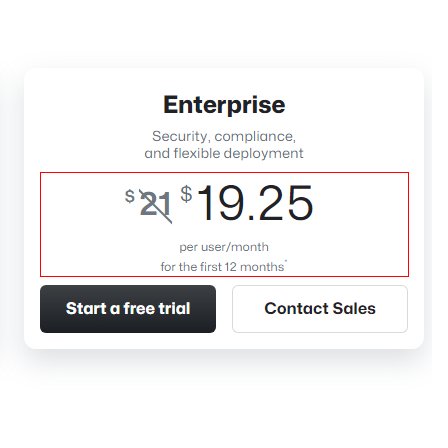 Enterprise
Security, compliance,
and flexible deployment
$ 21 $ 19.25
per user/month
for the first 12 months*
Start a free trial
Contact Sales